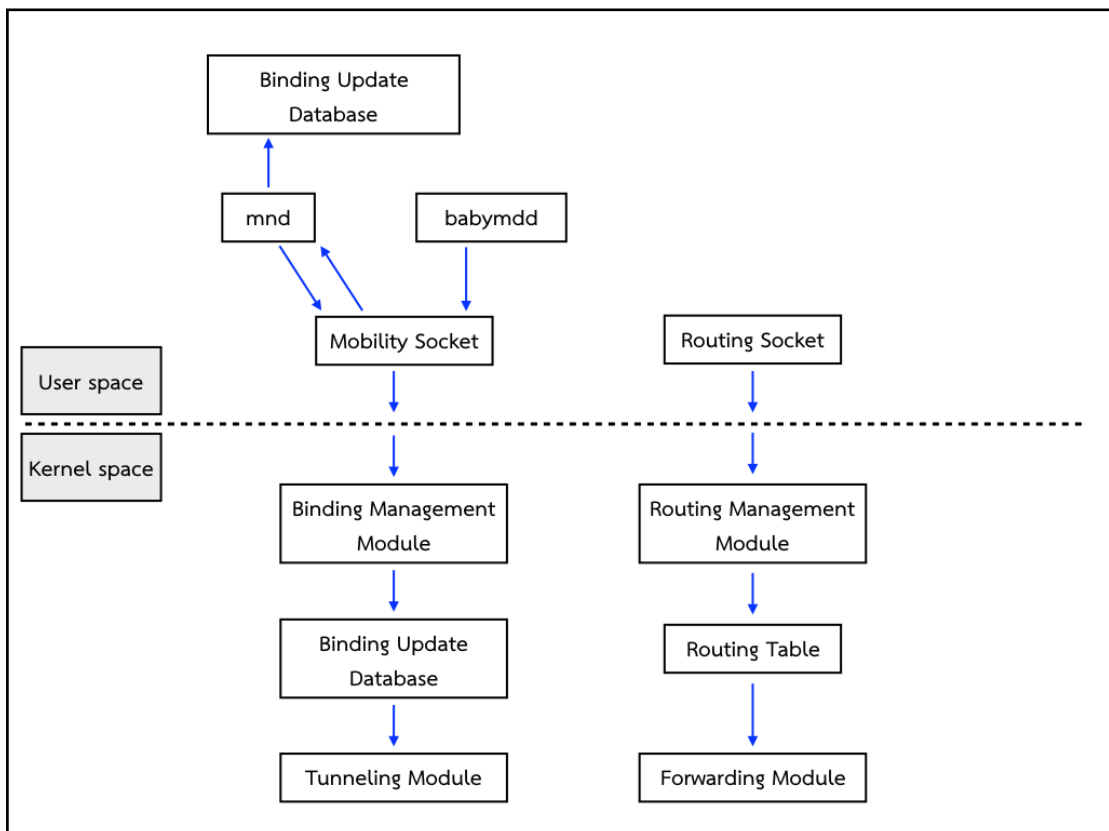 Binding Update
Database
mnd
babymdd
Mobility Socket
Routing Socket
User space
Kernel space
Binding Management
Module
Routing Management
Module
Binding Update
Database
Routing Table
Tunneling Module
Forwarding Module